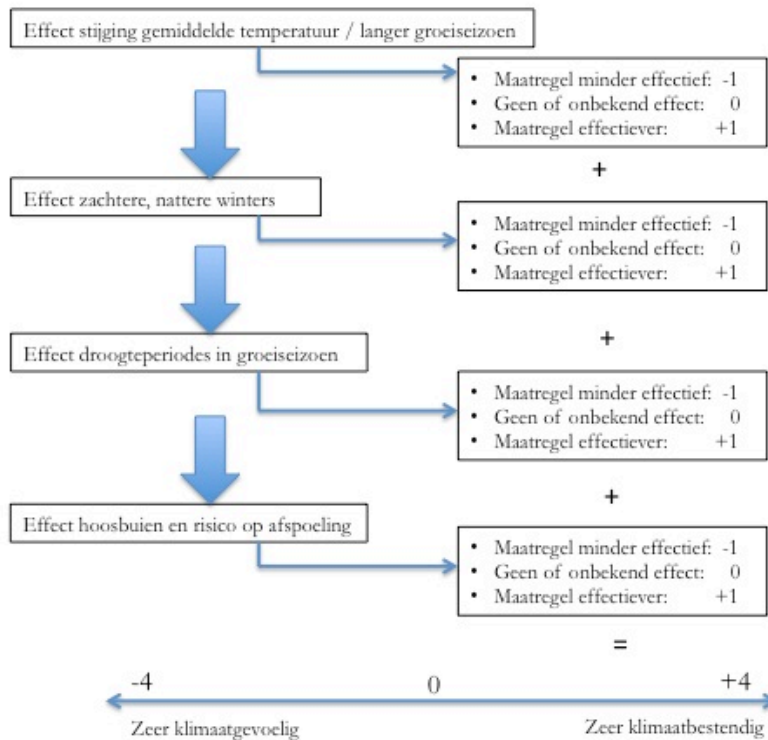 Effect stijging gemiddelde temperatuur / langer groeiseizoen
• Maatregel minder effectief: -1
• Geen of onbekend effect: 0
• Maatregel effectiever: +1
+
Effect zachtere, nattere winters
• Maatregel minder effectief: -1
• Geen of onbekend effect: 0
• Maatregel effectiever: +1
+
Effect droogteperiodes in groeiseizoen
• Maatregel minder effectief: -1
• Geen of onbekend effect: 0
• Maatregel effectiever: +1
+
Effect hoosbuien en risico op afspoeling
• Maatregel minder effectief: -1
• Geen of onbekend effect: 0
• Maatregel effectiever: +1
=
-4 0 +4
Zeer klimaatgevoelig Zeer klimaatbestendig